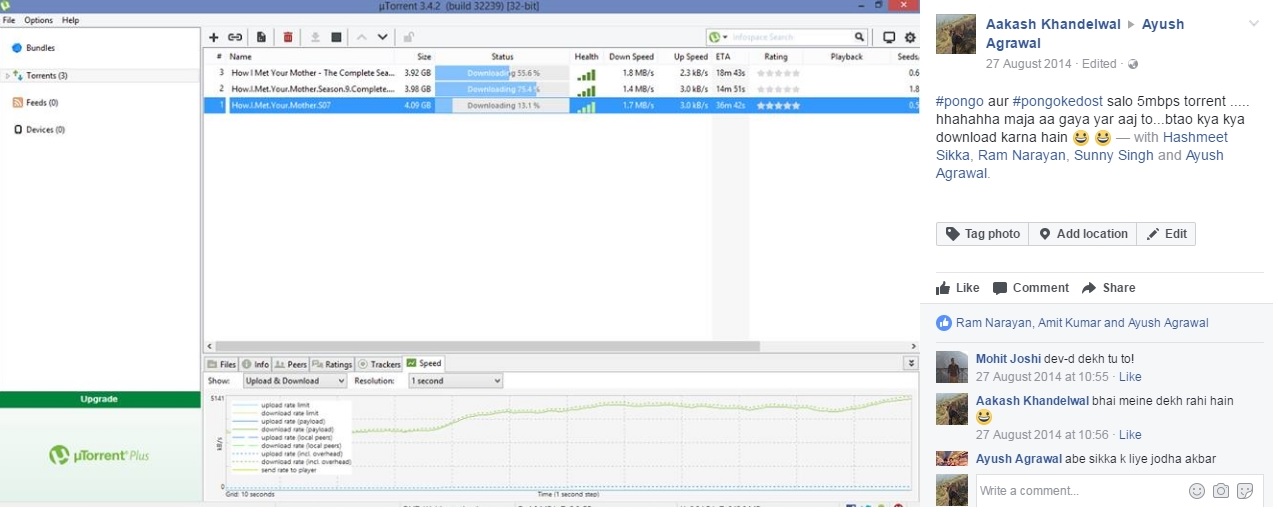 µTorrent 3.4.2 (build 32239) [32-bit]
File Options Help
Bundles
Torrents (3)
Feeds (0)
Devices (0)
Upgrade
µTorrent Plus
Infospace Search
# Name Size Status Health Down Speed Up Speed ETA Rating Playback Seeds/
3 How I Met Your Mother - The Complete Sea... 3.92 GB Downloading 55.6 % 1.8 MB/s 2.3 kB/s 18m 43s 0.6
2 How.I.Met.Your.Mother.Season.9.Complete.... 3.98 GB Downloading 75.4 % 1.4 MB/s 3.0 kB/s 14m 51s 1.8
1 How.I.Met.Your.Mother.S07 4.09 GB Downloading 13.1 % 1.7 MB/s 3.0 kB/s 36m 42s 0.5
Files Info Peers Ratings Trackers Speed
Show: Upload & Download Resolution: 1 second
5141
kB/s
0
upload rate limit
download rate limit
upload rate (payload)
download rate (payload)
upload rate (local peers)
download rate (local peers)
upload rate (incl. overhead)
download rate (incl. overhead)
send rate to player
Grid: 10 seconds
Time (1 second step)
Aakash Khandelwal ▸ Ayush
Agrawal
27 August 2014 · Edited ·
#pongo aur #pongokedost salo 5mbps torrent .....
hhahahha maja aa gaya yar aaj to...btao kya kya
download karna hain 😀 😀 — with Hashmeet
Sikka, Ram Narayan, Sunny Singh and Ayush
Agrawal.
Tag photo Add location Edit
Like Comment Share
Ram Narayan, Amit Kumar and Ayush Agrawal
Mohit Joshi dev-d dekh tu to!
27 August 2014 at 10:55 · Like
Aakash Khandelwal bhai meine dekh rahi hain
😀
27 August 2014 at 10:56 · Like
Ayush Agrawal abe sikka k liye jodha akbar
Write a comment...